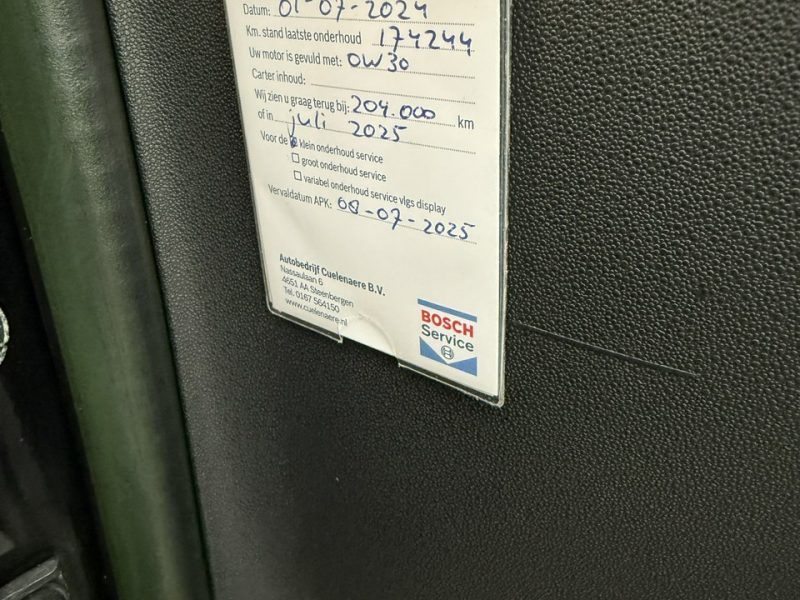 Datum: 01-07-2024
Km. stand laatste onderhoud 174244
Uw motor is gevuld met: 0W30
Carter inhoud:
Wij zien u graag terug bij: 204.000 km
of in juli 2025
Voor de klein onderhoud service
groot onderhoud service
variabel onderhoud service vlgs display
Vervaldatum APK: 08-07-2025
Autobedrijf Cuelenaere B.V.
Nassaulaan 6
4651 AA Steenbergen
Tel. 0167 564150
www.cuelenaere.nl
BOSCH
Service